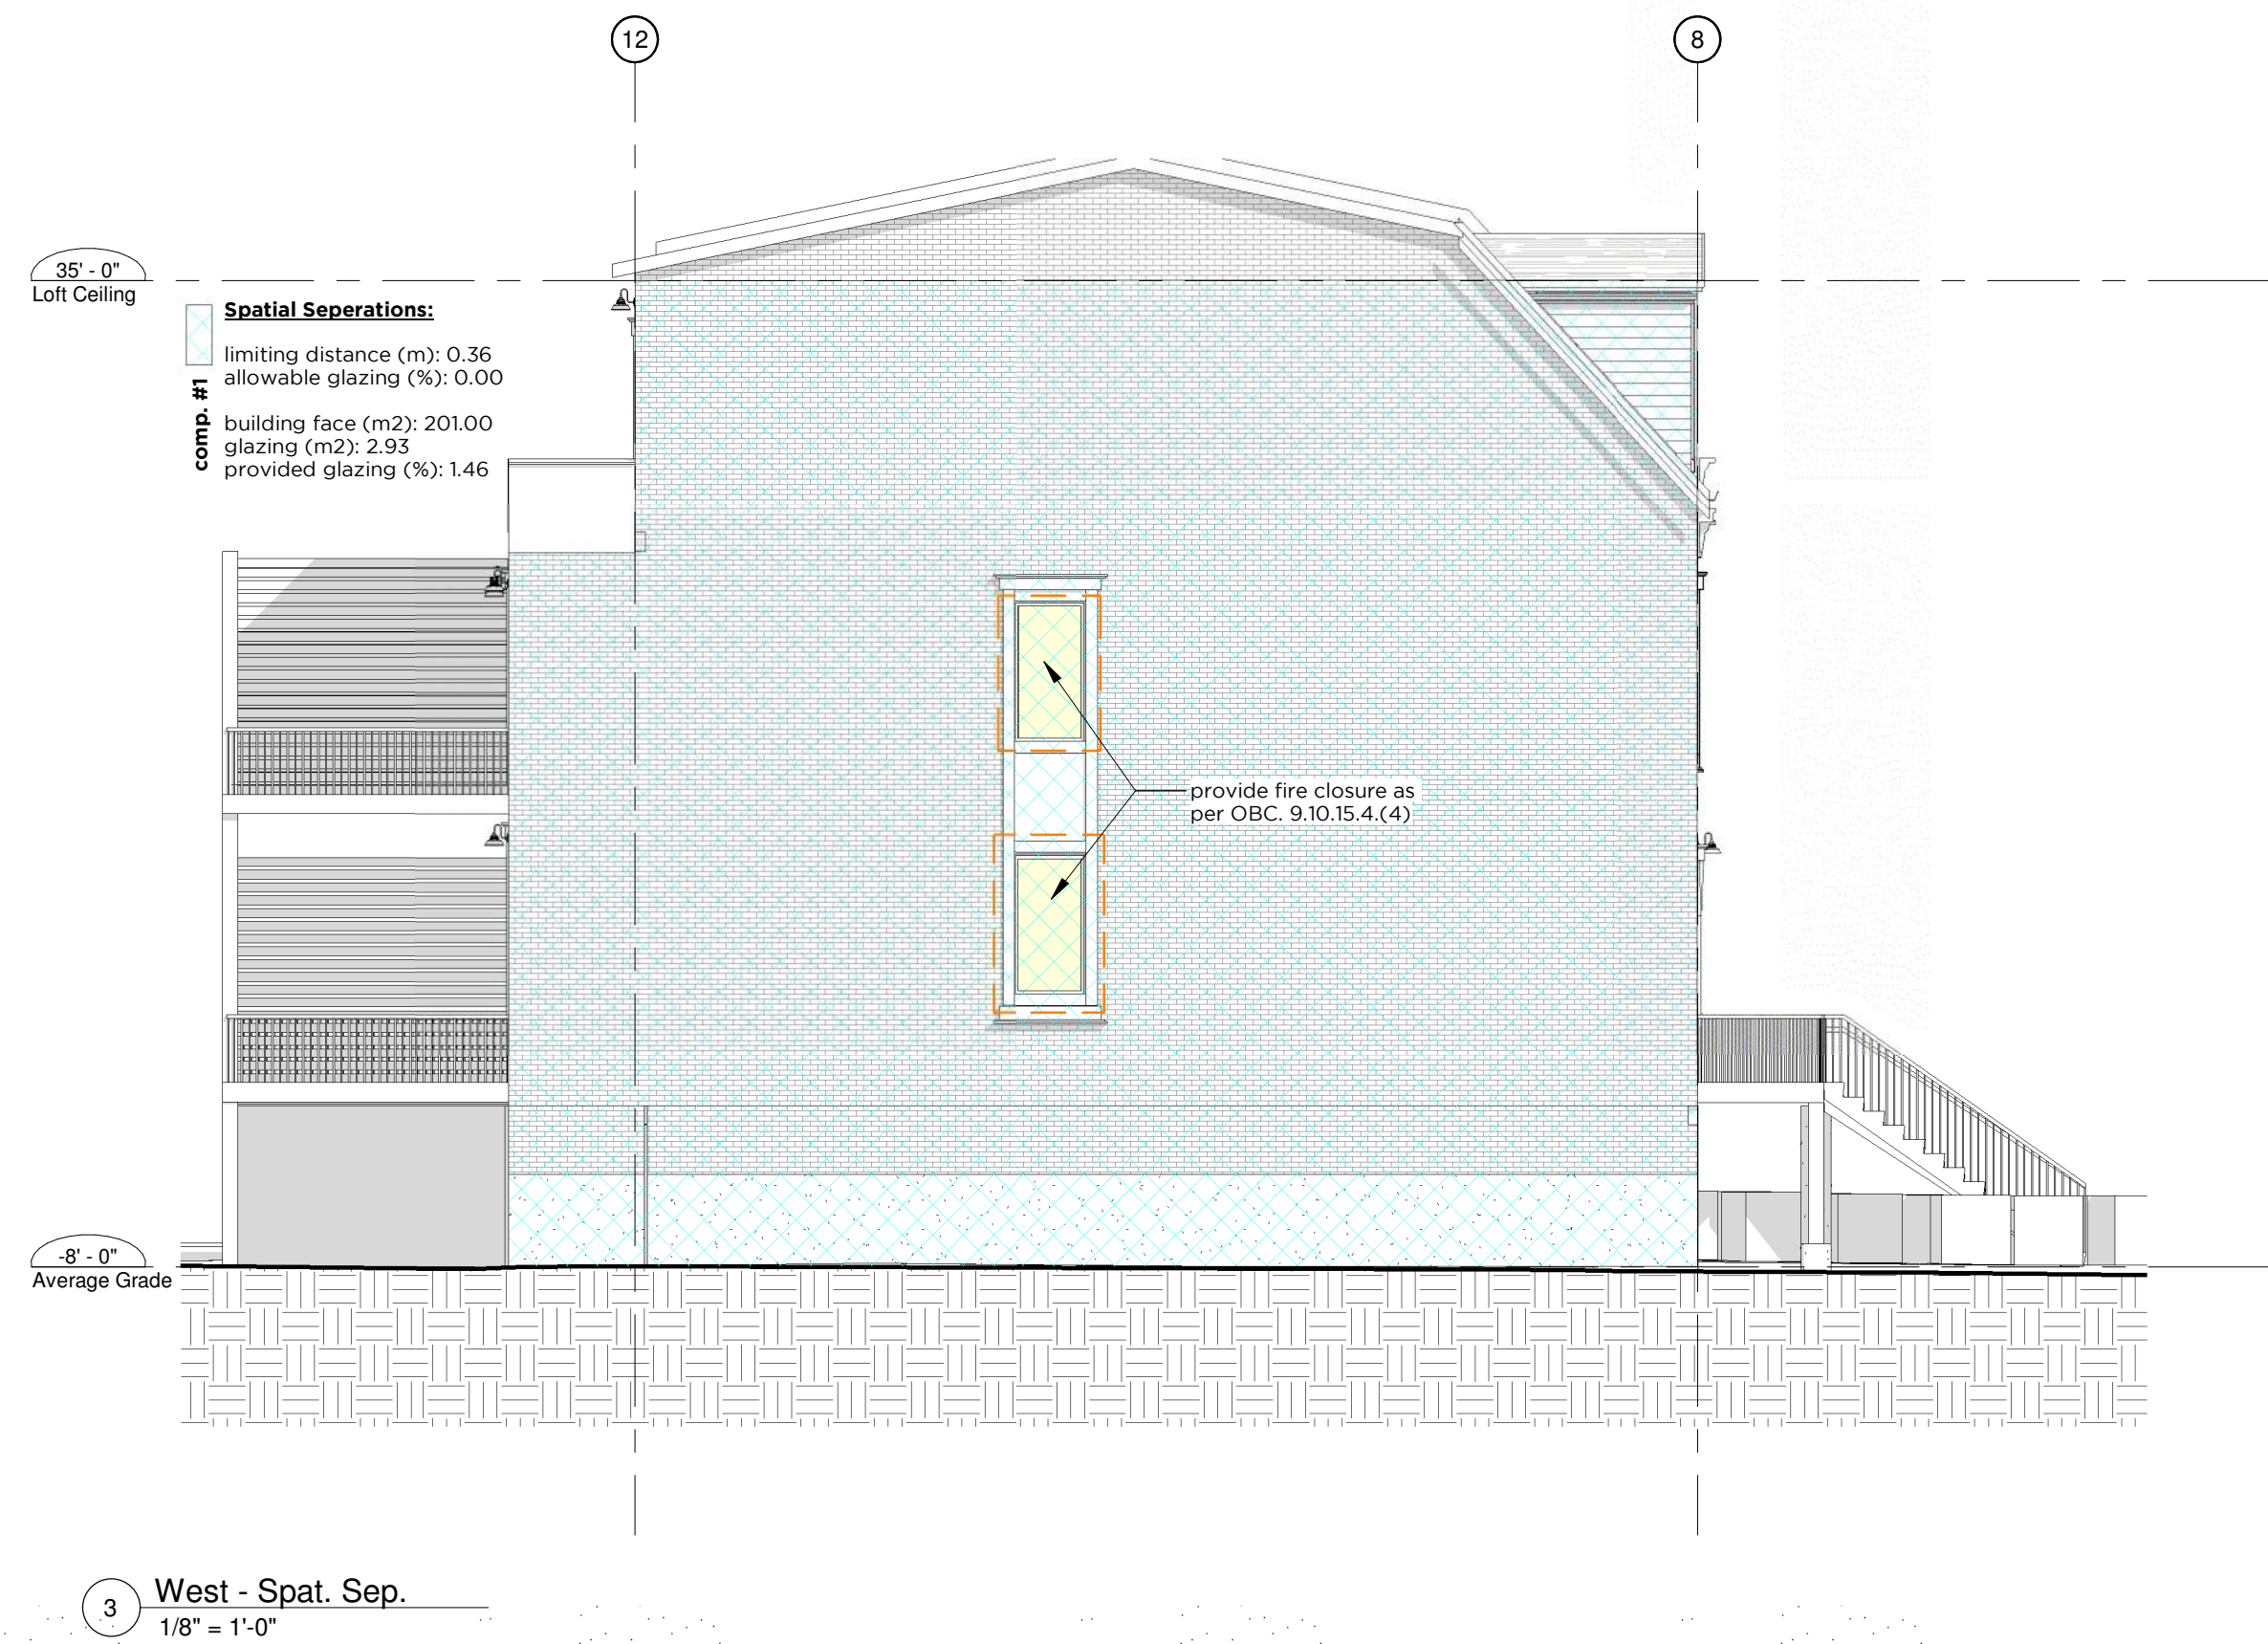 12
8
35' - 0"
Loft Ceiling
Spatial Seperations:
limiting distance (m): 0.36
allowable glazing (%): 0.00
comp. #1
building face (m2): 201.00
glazing (m2): 2.93
provided glazing (%): 1.46
provide fire closure as
per OBC. 9.10.15.4.(4)
-8' - 0"
Average Grade
3
West - Spat. Sep.
1/8" = 1'-0"